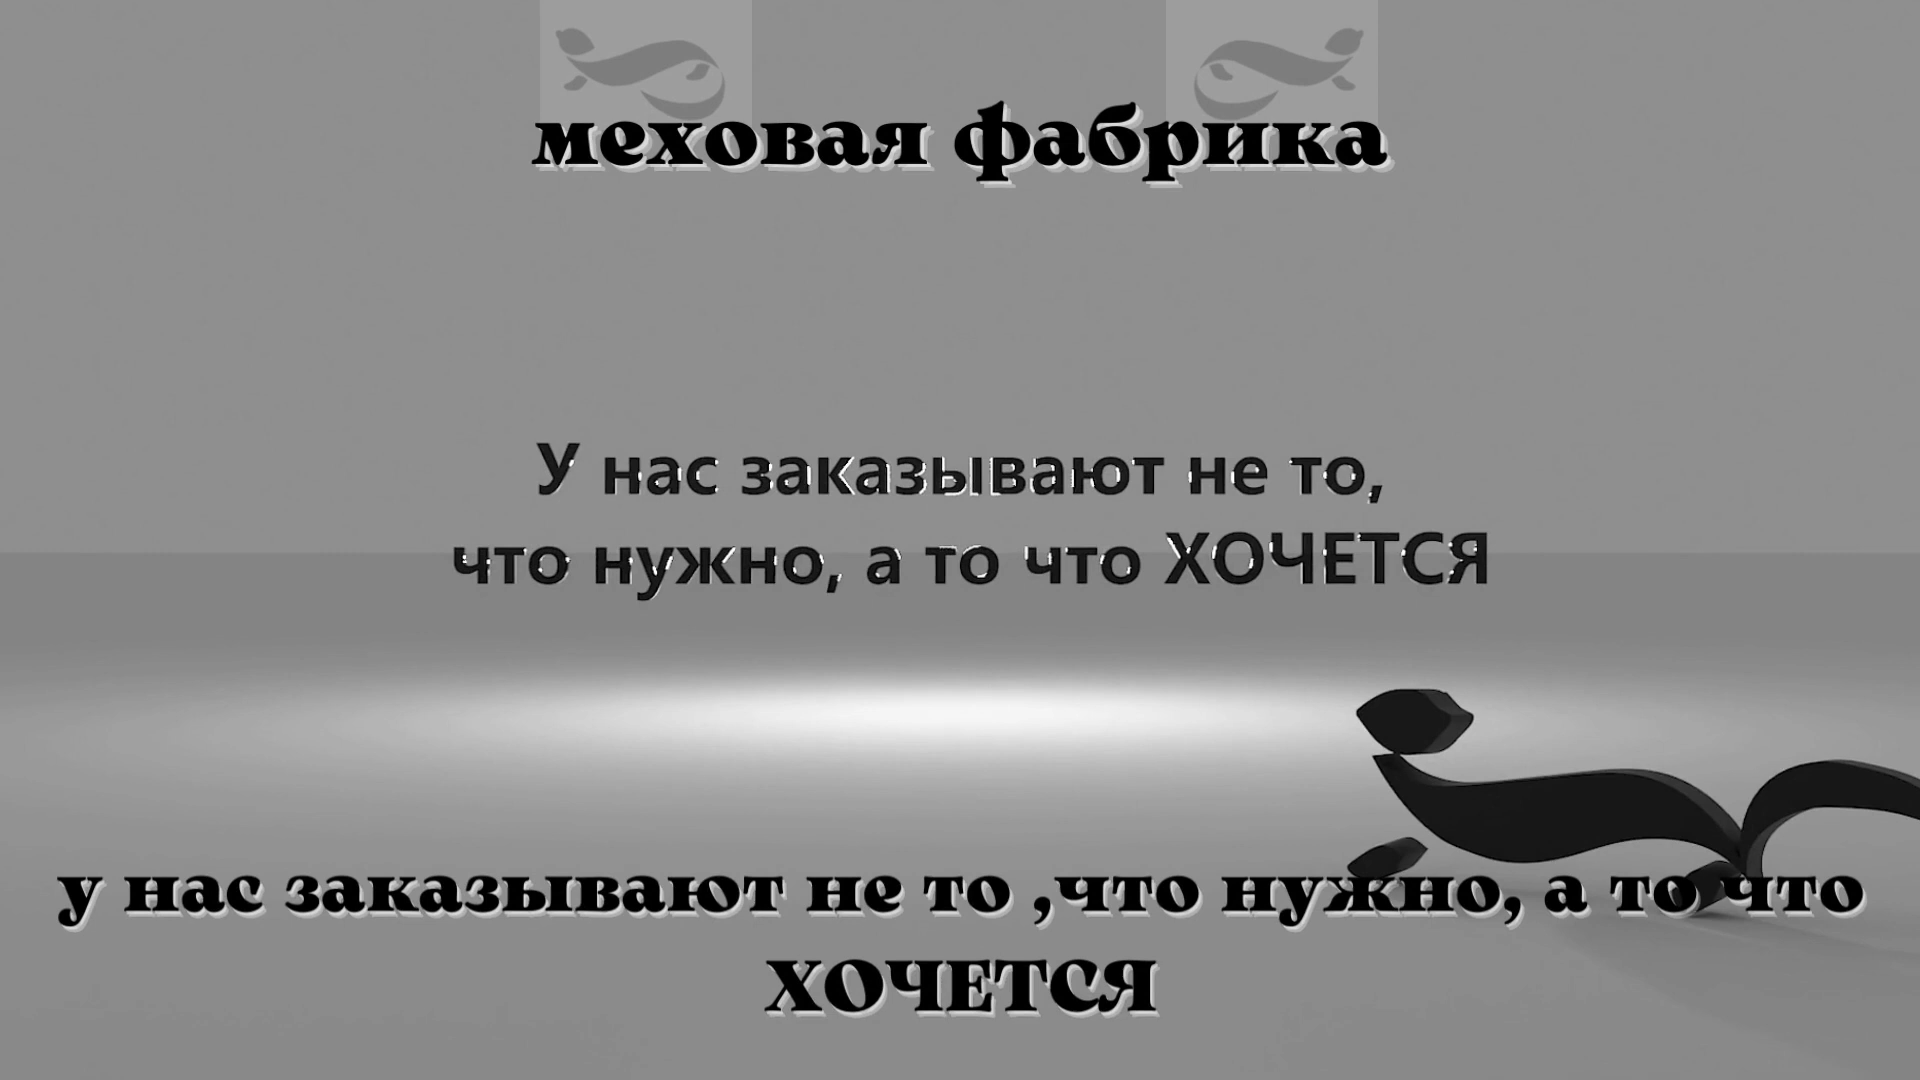 меховая фабрика
У нас заказывают не то,
что нужно, а то что ХОЧЕТСЯ
у нас заказывают не то ,что нужно, а то что
ХОЧЕТСЯ